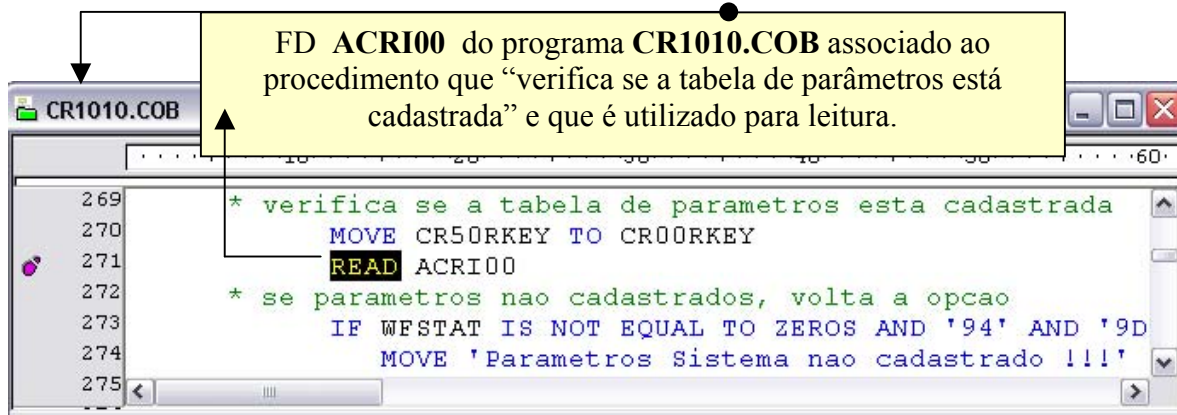 FD ACRI00 do programa CR1010.COB associado ao
procedimento que “verifica se a tabela de parâmetros está
cadastrada” e que é utilizado para leitura.
CR1010.COB
60
269 * verifica se a tabela de parametros esta cadastrada
270 MOVE CR50RKEY TO CR00RKEY
271 READ ACRI00
272 * se parametros nao cadastrados, volta a opcao
273 IF WFSTAT IS NOT EQUAL TO ZEROS AND '94' AND '9D
274 MOVE 'Parametros Sistema nao cadastrado !!!'
275